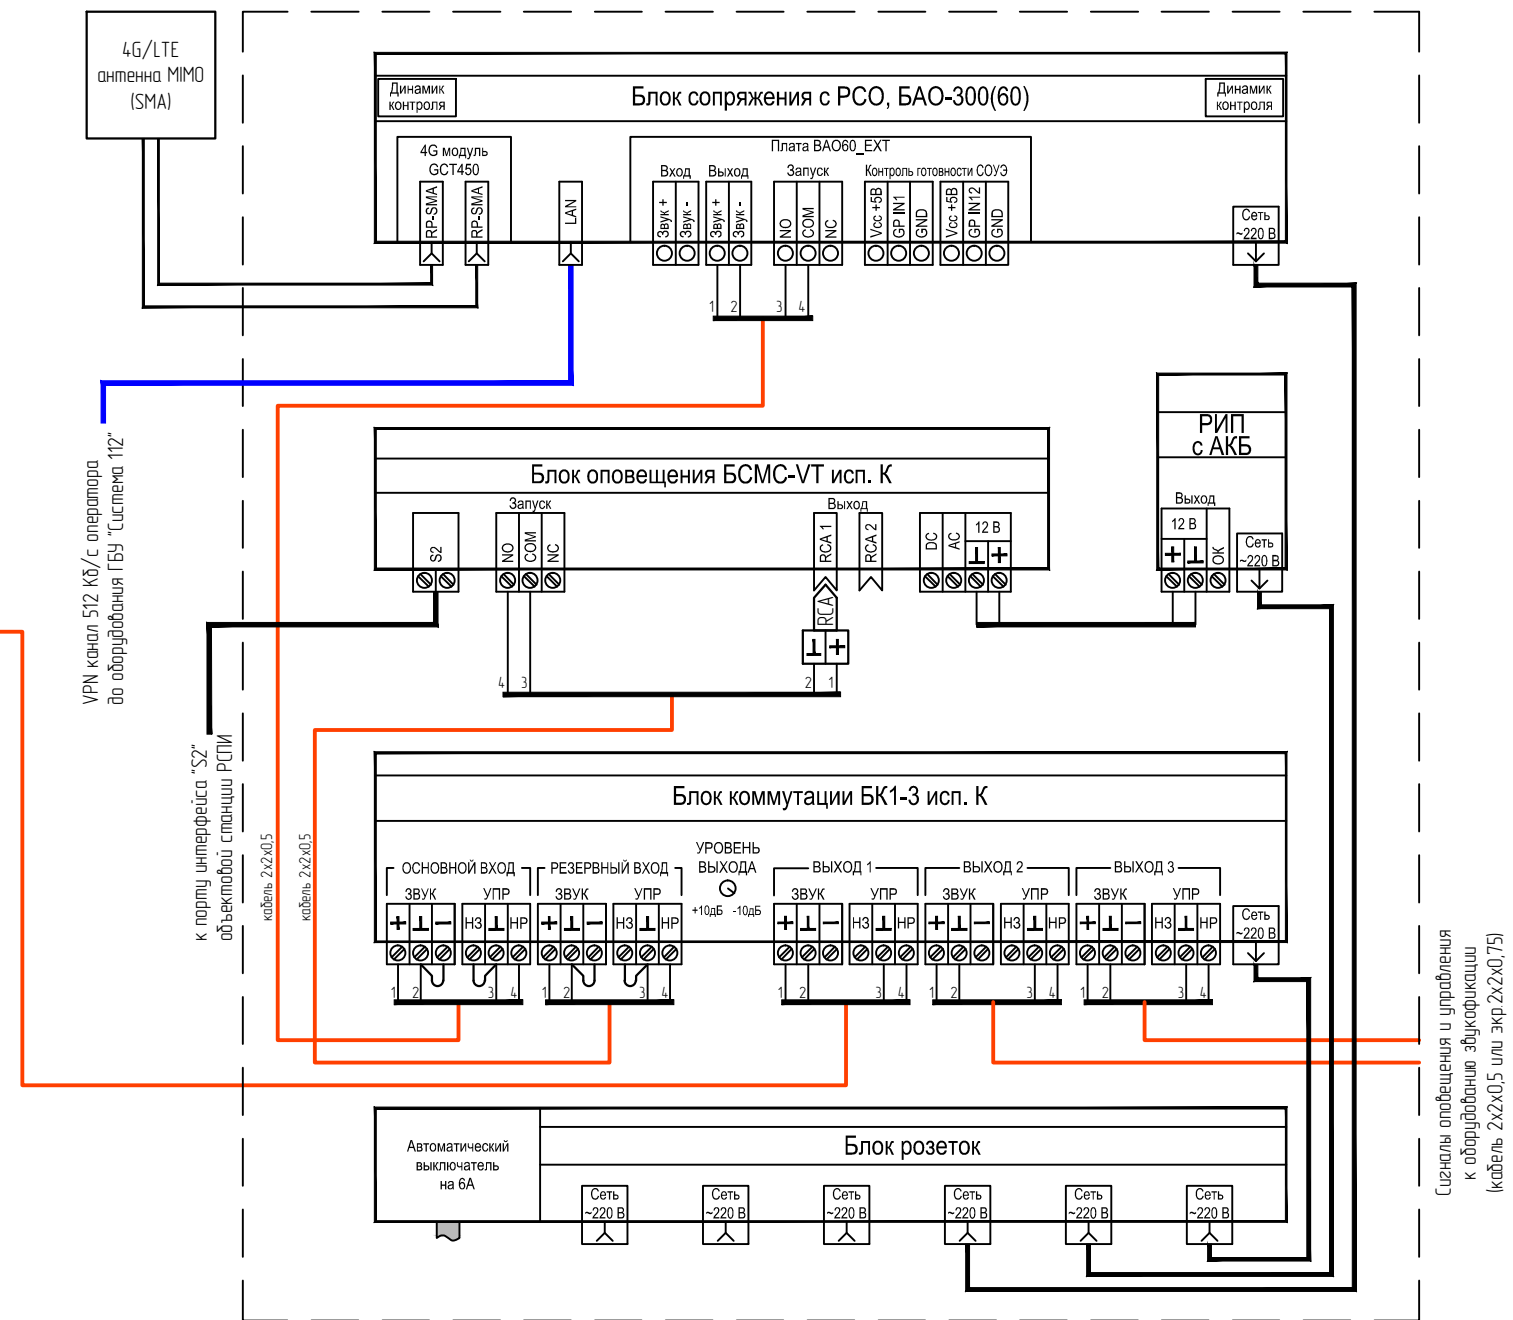 4G/LTE
антенна MIMO
(SMA)
Динамик
контроля
Блок сопряжения с РСО, БАО-300(60)
Динамик
контроля
4G модуль
GCT450
RP-SMA
RP-SMA
LAN
Плата BAO60_EXT
Вход
Выход
Запуск
Контроль готовности СОУЭ
Звук +
Звук -
Звук +
Звук -
NO
COM
NC
Vcc +5В
GP IN1
GND
Vcc +5В
GP IN12
GND
Сеть
~220 В
1 2 3 4
VPN канал 512 Кб/с оператора
до оборудования ГБУ "Система 112"
Блок оповещения БСМС-VT исп. К
S2
Запуск
NO
COM
NC
Выход
RCA 1
RCA 2
DC
AC
12 В
⊥ +
RCA
⊥ +
4 3 2 1
РИП
с АКБ
Выход
12 В
+ ⊥
ОК
Сеть
~220 В
к порту интерфейса "S2"
объектовой станции РСПИ
кабель 2х2х0,5
кабель 2х2х0,5
Блок коммутации БК1-3 исп. К
ОСНОВНОЙ ВХОД
ЗВУК УПР
+ ⊥ – НЗ ⊥ НР
1 2 3 4
РЕЗЕРВНЫЙ ВХОД
ЗВУК УПР
+ ⊥ – НЗ ⊥ НР
1 2 3 4
УРОВЕНЬ
ВЫХОДА
+10дБ -10дБ
ВЫХОД 1
ЗВУК УПР
+ ⊥ – НЗ ⊥ НР
1 2 3 4
ВЫХОД 2
ЗВУК УПР
+ ⊥ – НЗ ⊥ НР
1 2 3 4
ВЫХОД 3
ЗВУК УПР
+ ⊥ – НЗ ⊥ НР
1 2 3 4
Сеть
~220 В
Сигналы оповещения и управления
к оборудованию звукофикации
(кабель 2х2х0,5 или экр.2х2х0,75)
Автоматический
выключатель
на 6А
Блок розеток
Сеть
~220 В
Сеть
~220 В
Сеть
~220 В
Сеть
~220 В
Сеть
~220 В
Сеть
~220 В